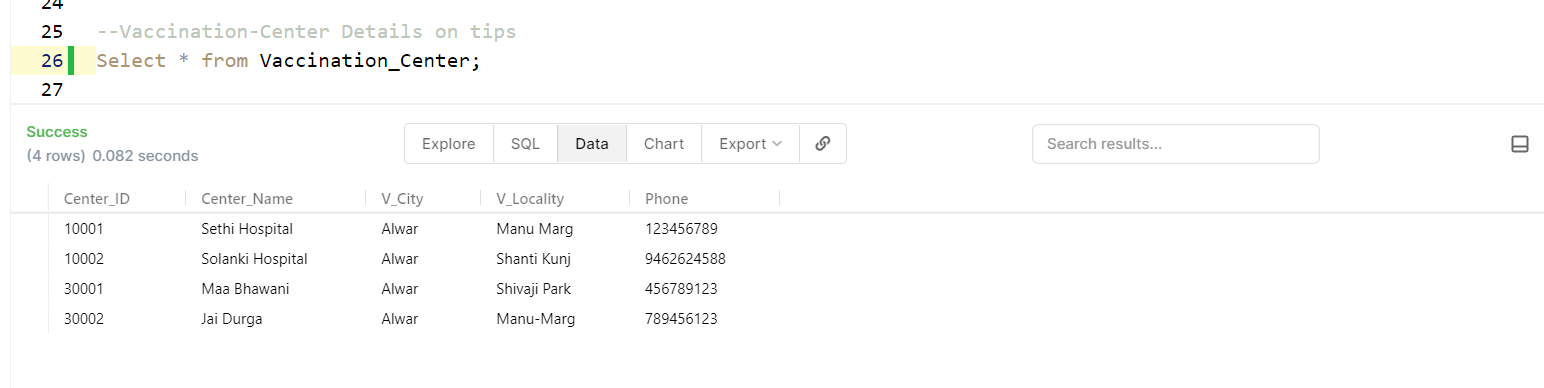 24
25 --Vaccination-Center Details on tips
26 Select * from Vaccination_Center;
27
Success
(4 rows) 0.082 seconds
Explore SQL Data Chart Export
Search results...
Center_ID Center_Name V_City V_Locality Phone
10001 Sethi Hospital Alwar Manu Marg 123456789
10002 Solanki Hospital Alwar Shanti Kunj 9462624588
30001 Maa Bhawani Alwar Shivaji Park 456789123
30002 Jai Durga Alwar Manu-Marg 789456123